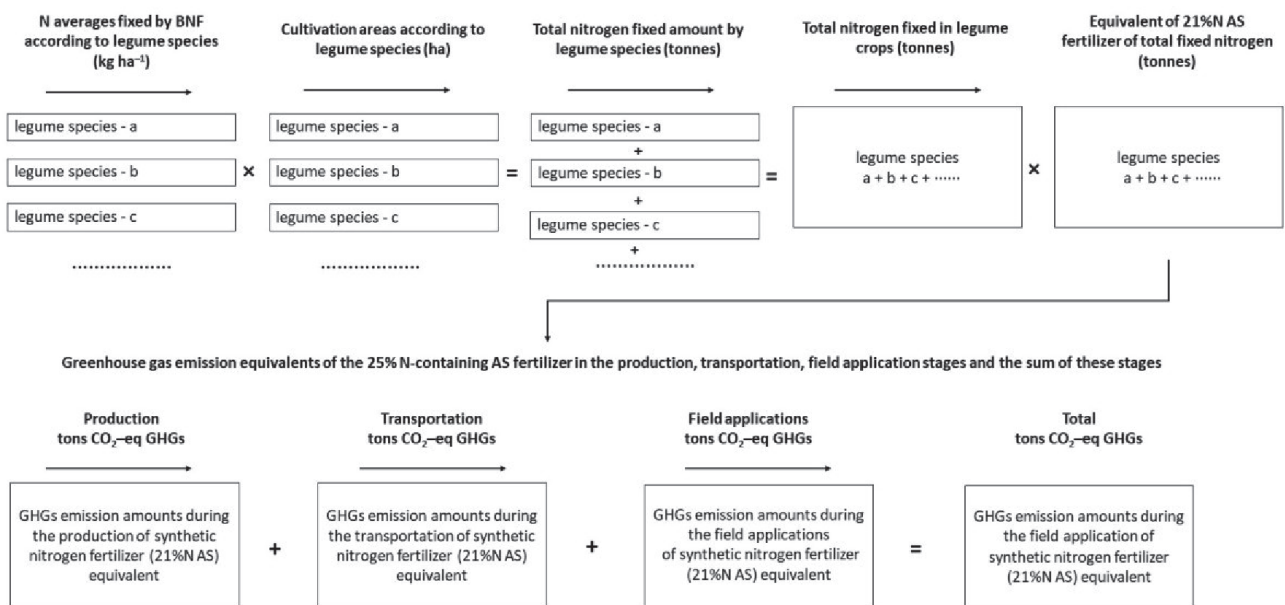 N averages fixed by BNF
according to legume species
(kg ha⁻¹)
Cultivation areas according to
legume species (ha)
Total nitrogen fixed amount by
legume species (tonnes)
Total nitrogen fixed in legume
crops (tonnes)
Equivalent of 21%N AS
fertilizer of total fixed nitrogen
(tonnes)
legume species - a
legume species - b
legume species - c
..................
×
legume species - a
legume species - b
legume species - c
...................
=
legume species - a
+
legume species - b
+
legume species - c
+
..................
=
legume species
a + b + c + ......
×
legume species
a + b + c + ......
Greenhouse gas emission equivalents of the 25% N-containing AS fertilizer in the production, transportation, field application stages and the sum of these stages
Production
tons CO₂–eq GHGs
Transportation
tons CO₂–eq GHGs
Field applications
tons CO₂–eq GHGs
Total
tons CO₂–eq GHGs
GHGs emission amounts during
the production of synthetic
nitrogen fertilizer (21%N AS)
equivalent
+
GHGs emission amounts during
the transportation of synthetic
nitrogen fertilizer (21%N AS)
equivalent
+
GHGs emission amounts during
the field applications
of synthetic nitrogen fertilizer
(21%N AS) equivalent
=
GHGs emission amounts during
the field application of
synthetic nitrogen fertilizer
(21%N AS) equivalent